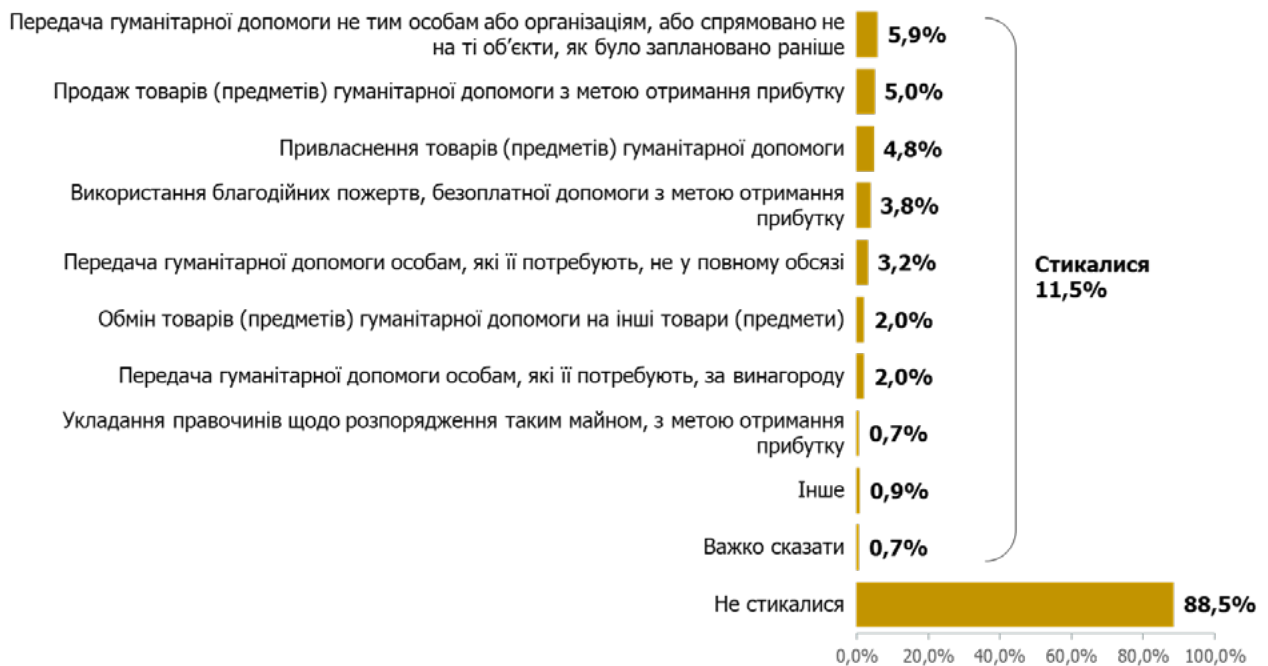 Передача гуманітарної допомоги не тим особам або організаціям, або спрямовано не
на ті об’єкти, як було заплановано раніше
5,9%
Продаж товарів (предметів) гуманітарної допомоги з метою отримання прибутку
5,0%
Привласнення товарів (предметів) гуманітарної допомоги
4,8%
Використання благодійних пожертв, безоплатної допомоги з метою отримання
прибутку
3,8%
Передача гуманітарної допомоги особам, які її потребують, не у повному обсязі
3,2%
Стикалися
11,5%
Обмін товарів (предметів) гуманітарної допомоги на інші товари (предмети)
2,0%
Передача гуманітарної допомоги особам, які її потребують, за винагороду
2,0%
Укладання правочинів щодо розпорядження таким майном, з метою отримання
прибутку
0,7%
Інше
0,9%
Важко сказати
0,7%
Не стикалися
88,5%
0,0% 20,0% 40,0% 60,0% 80,0% 100,0%